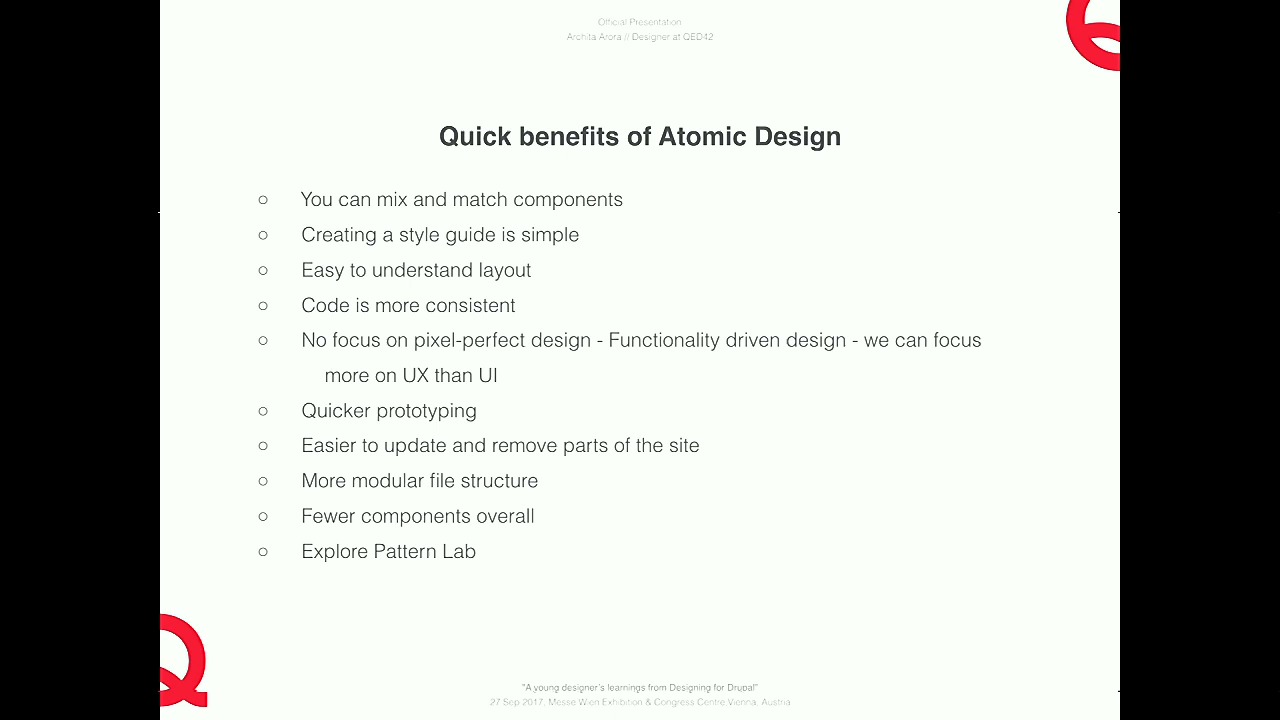 Official Presentation
Archita Arora // Designer at QED42
Quick benefits of Atomic Design
○ You can mix and match components
○ Creating a style guide is simple
○ Easy to understand layout
○ Code is more consistent
○ No focus on pixel-perfect design - Functionality driven design - we can focus
more on UX than UI
○ Quicker prototyping
○ Easier to update and remove parts of the site
○ More modular file structure
○ Fewer components overall
○ Explore Pattern Lab
"A young designer's learnings from Designing for Drupal"
27 Sep 2017, Messe Wien Exhibition & Congress Centre, Vienna, Austria